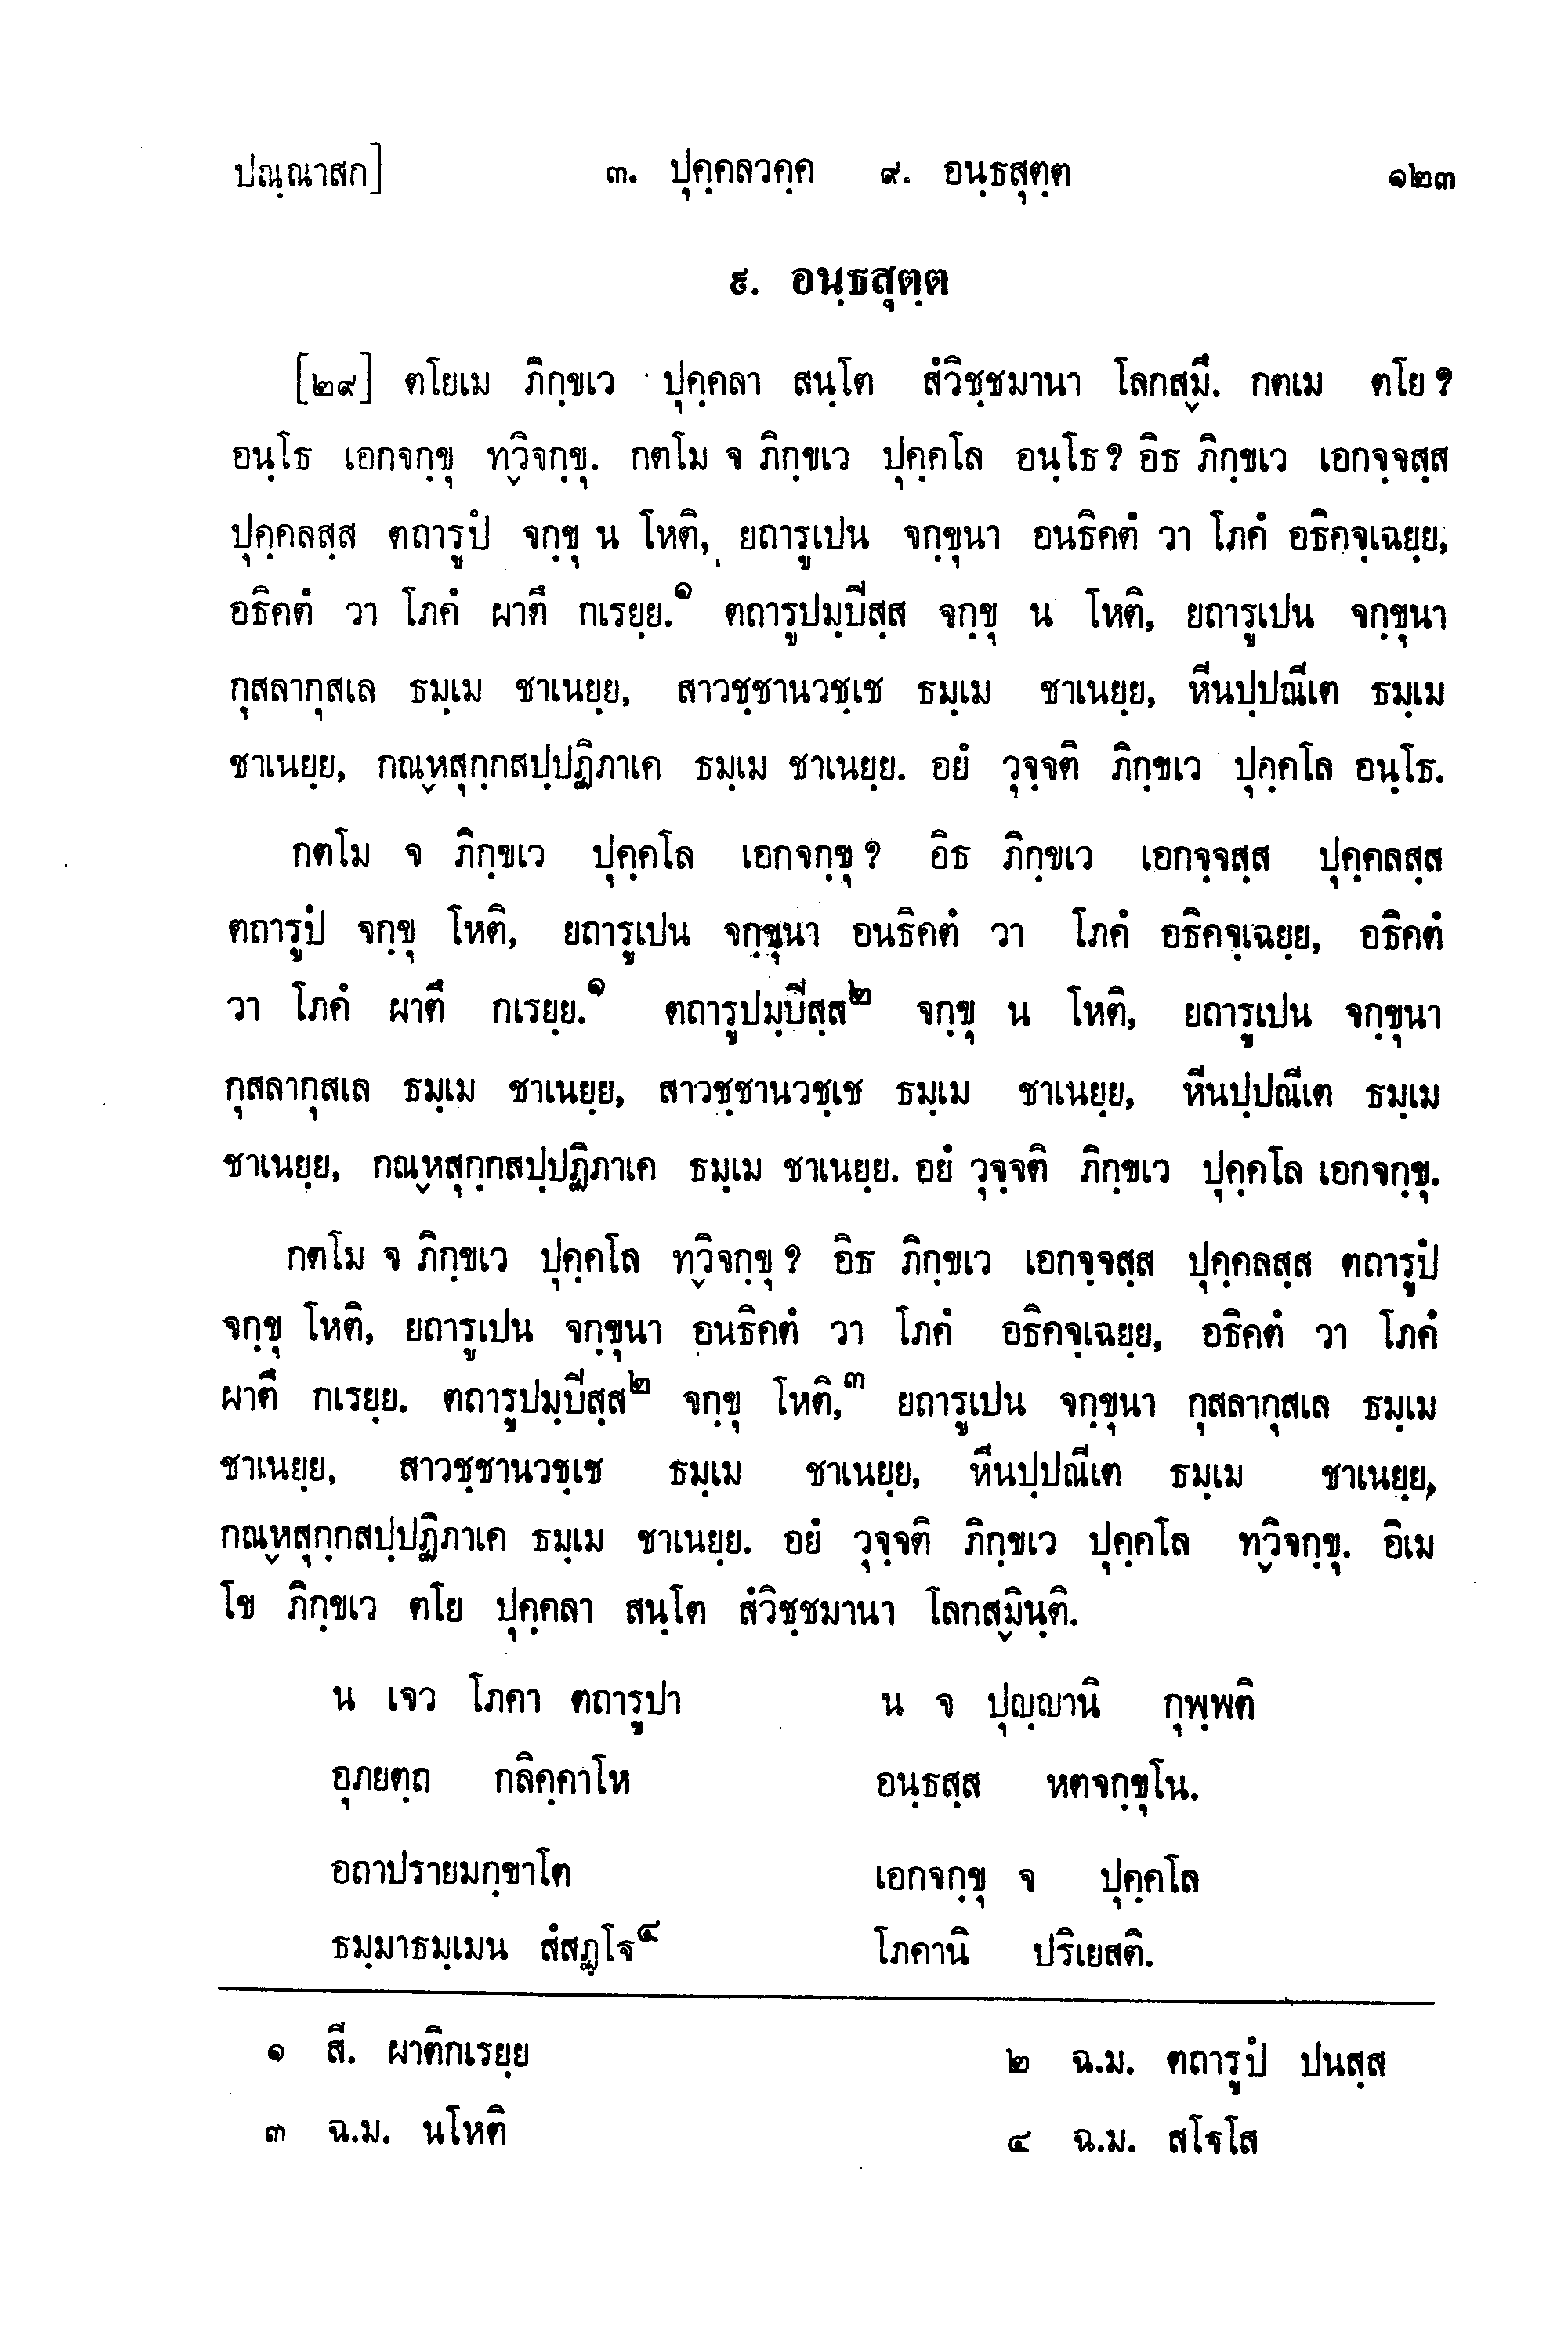 ปณฺณาสก] ๓. ปุคฺคลวคฺค ๙. อนฺธสุตฺต ๑๒๓
๙. อนฺธสุตฺต
[๒๙] ตโยเม ภิกฺขเว ปุคฺคลา สนฺโต สํวิชฺชมานา โลกสฺมึ. กตเม ตโย ?
อนฺโธ เอกจกฺขุ ทฺวิจกฺขุ. กตโม จ ภิกฺขเว ปุคฺคโล อนฺโธ ? อิธ ภิกฺขเว เอกจฺจสฺส
ปุคฺคลสฺส ตถารูปํ จกฺขุ น โหติ, ยถารูเปน จกฺขุนา อนธิคตํ วา โภคํ อธิคจฺเฉยฺย,
อธิคตํ วา โภคํ ผาตึ กเรยฺย.๑ ตถารูปมฺปีสฺส จกฺขุ น โหติ, ยถารูเปน จกฺขุนา
กุสลากุสเล ธมฺเม ชาเนยฺย, สาวชฺชานวชฺเช ธมฺเม ชาเนยฺย, หีนปฺปณีเต ธมฺเม
ชาเนยฺย, กณฺหสุกฺกสปฺปฏิภาเค ธมฺเม ชาเนยฺย. อยํ วุจฺจติ ภิกฺขเว ปุคฺคโล อนฺโธ.
กตโม จ ภิกฺขเว ปุคฺคโล เอกจกฺขุ ? อิธ ภิกฺขเว เอกจฺจสฺส ปุคฺคลสฺส
ตถารูปํ จกฺขุ โหติ, ยถารูเปน จกฺขุนา อนธิคตํ วา โภคํ อธิคจฺเฉยฺย, อธิคตํ
วา โภคํ ผาตึ กเรยฺย.๑ ตถารูปมฺปีสฺส๒ จกฺขุ น โหติ, ยถารูเปน จกฺขุนา
กุสลากุสเล ธมฺเม ชาเนยฺย, สาวชฺชานวชฺเช ธมฺเม ชาเนยฺย, หีนปฺปณีเต ธมฺเม
ชาเนยฺย, กณฺหสุกฺกสปฺปฏิภาเค ธมฺเม ชาเนยฺย. อยํ วุจฺจติ ภิกฺขเว ปุคฺคโล เอกจกฺขุ.
กตโม จ ภิกฺขเว ปุคฺคโล ทฺวิจกฺขุ ? อิธ ภิกฺขเว เอกจฺจสฺส ปุคฺคลสฺส ตถารูปํ
จกฺขุ โหติ, ยถารูเปน จกฺขุนา อนธิคตํ วา โภคํ อธิคจฺเฉยฺย, อธิคตํ วา โภคํ
ผาตึ กเรยฺย. ตถารูปมฺปีสฺส๒ จกฺขุ โหติ,๓ ยถารูเปน จกฺขุนา กุสลากุสเล ธมฺเม
ชาเนยฺย, สาวชฺชานวชฺเช ธมฺเม ชาเนยฺย, หีนปฺปณีเต ธมฺเม ชาเนยฺย,
กณฺหสุกฺกสปฺปฏิภาเค ธมฺเม ชาเนยฺย. อยํ วุจฺจติ ภิกฺขเว ปุคฺคโล ทฺวิจกฺขุ. อิเม
โข ภิกฺขเว ตโย ปุคฺคลา สนฺโต สํวิชฺชมานา โลกสฺมินฺติ.
น เจว โภคา ตถารูปา น จ ปุญฺญานิ กุพฺพติ
อุภยตฺถ กลิคฺคาโห อนฺธสฺส หตจกฺขุโน.
อถาปรายมกฺขาโต เอกจกฺขุ จ ปุคฺคโล
ธมฺมาธมฺเมน สํสฏฺโฐ๔ โภคานิ ปริเยสติ.
๑ สี. ผาติกเรยฺย ๒ ฉ.ม. ตถารูปํ ปนสฺส
๓ ฉ.ม. นโหติ ๔ ฉ.ม. สโฐโส